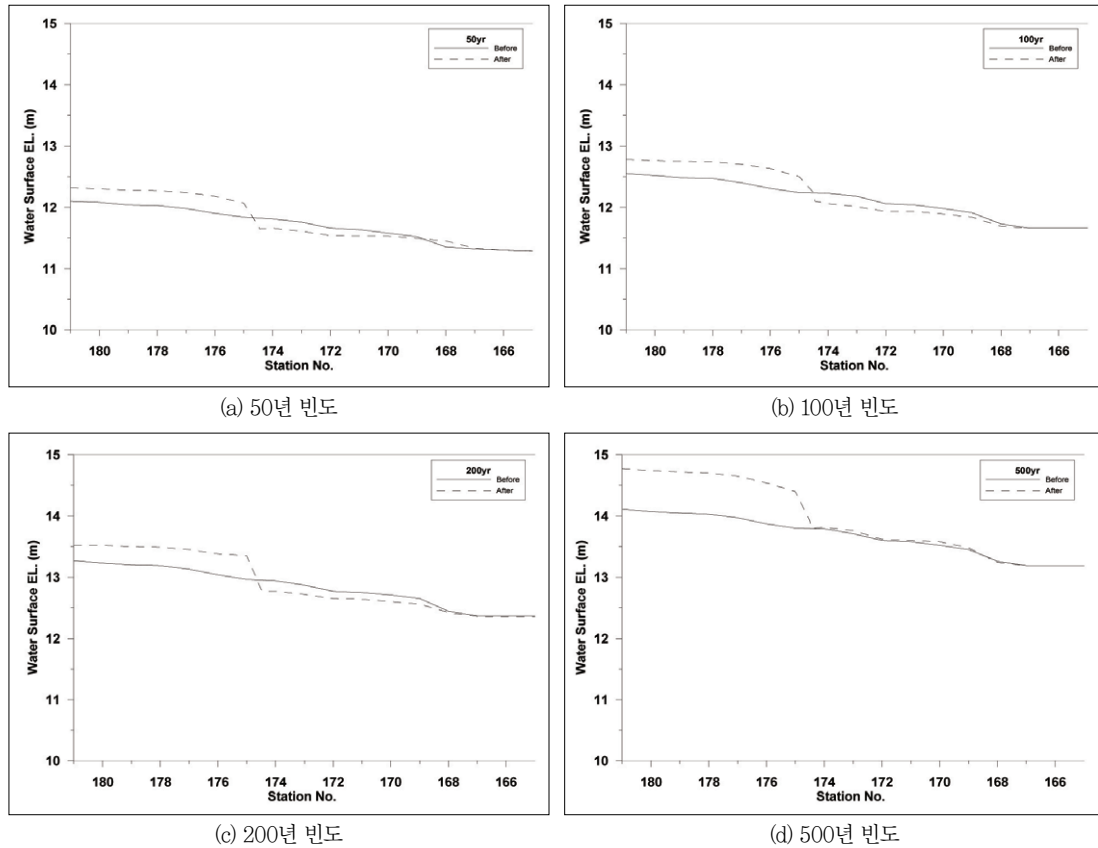 15
14
13
12
11
10
Water Surface EL. (m)
50yr
Before
After
180 178 176 174 172 170 168 166
Station No.
(a) 50년 빈도
15
14
13
12
11
10
Water Surface EL. (m)
100yr
Before
After
180 178 176 174 172 170 168 166
Station No.
(b) 100년 빈도
15
14
13
12
11
10
Water Surface EL. (m)
200yr
Before
After
180 178 176 174 172 170 168 166
Station No.
(c) 200년 빈도
15
14
13
12
11
10
Water Surface EL. (m)
500yr
Before
After
180 178 176 174 172 170 168 166
Station No.
(d) 500년 빈도